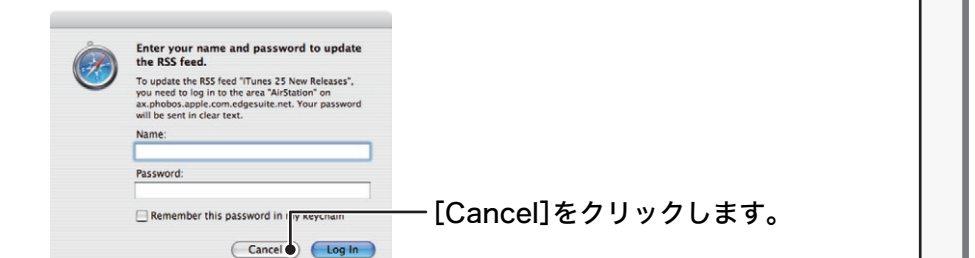 Enter your name and password to update
the RSS feed.
To update the RSS feed "iTunes 25 New Releases",
you need to log in to the area "AirStation" on
ax.phobos.apple.com.edgesuite.net. Your password
will be sent in clear text.
Name:
Password:
Remember this password in my keychain
[Cancel]をクリックします。
Cancel
Log In